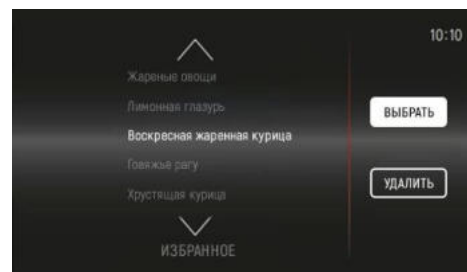 10:10
Жареные овощи
Лимонная глазурь
Воскресная жаренная курица
Говяжье рагу
Хрустящая курица
ИЗБРАННОЕ
ВЫБРАТЬ
УДАЛИТЬ